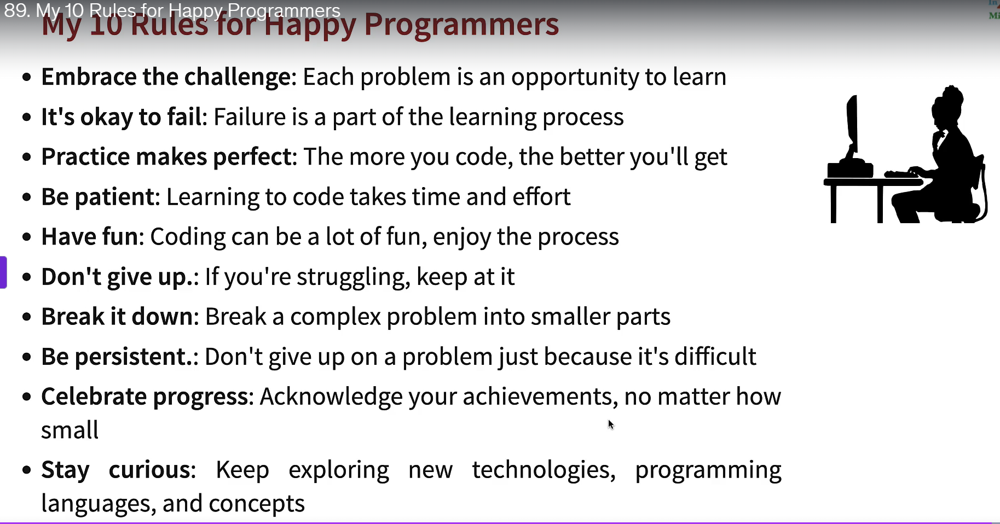 89. My 10 Rules for Happy Programmers
My 10 Rules for Happy Programmers
In
• Embrace the challenge: Each problem is an opportunity to learn
• It's okay to fail: Failure is a part of the learning process
• Practice makes perfect: The more you code, the better you'll get
• Be patient: Learning to code takes time and effort
• Have fun: Coding can be a lot of fun, enjoy the process
• Don't give up.: If you're struggling, keep at it
• Break it down: Break a complex problem into smaller parts
• Be persistent.: Don't give up on a problem just because it's difficult
• Celebrate progress: Acknowledge your achievements, no matter how
small
• Stay curious: Keep exploring new technologies, programming
languages, and concepts